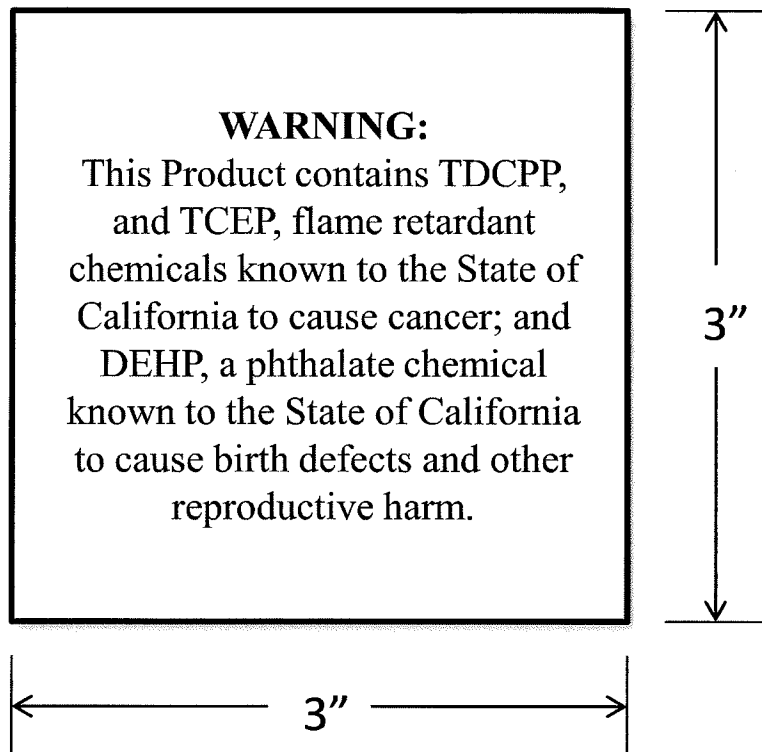 WARNING:
This Product contains TDCPP,
and TCEP, flame retardant
chemicals known to the State of
California to cause cancer; and
DEHP, a phthalate chemical
known to the State of California
to cause birth defects and other
reproductive harm.
3”
3”